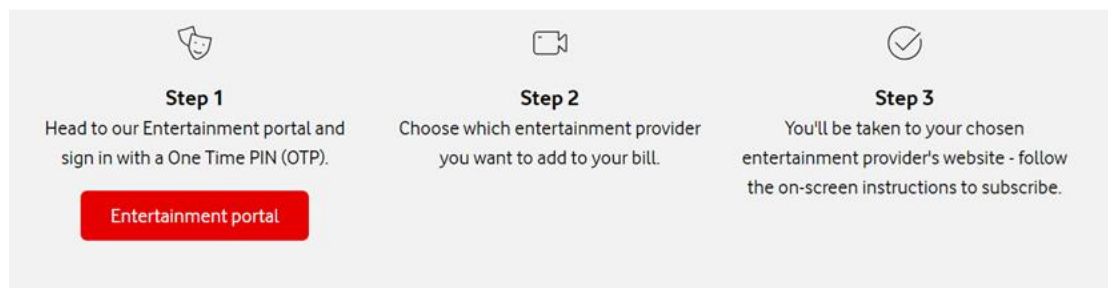 Step 1
Head to our Entertainment portal and
sign in with a One Time PIN (OTP).
Entertainment portal
Step 2
Choose which entertainment provider
you want to add to your bill.
Step 3
You'll be taken to your chosen
entertainment provider's website - follow
the on-screen instructions to subscribe.